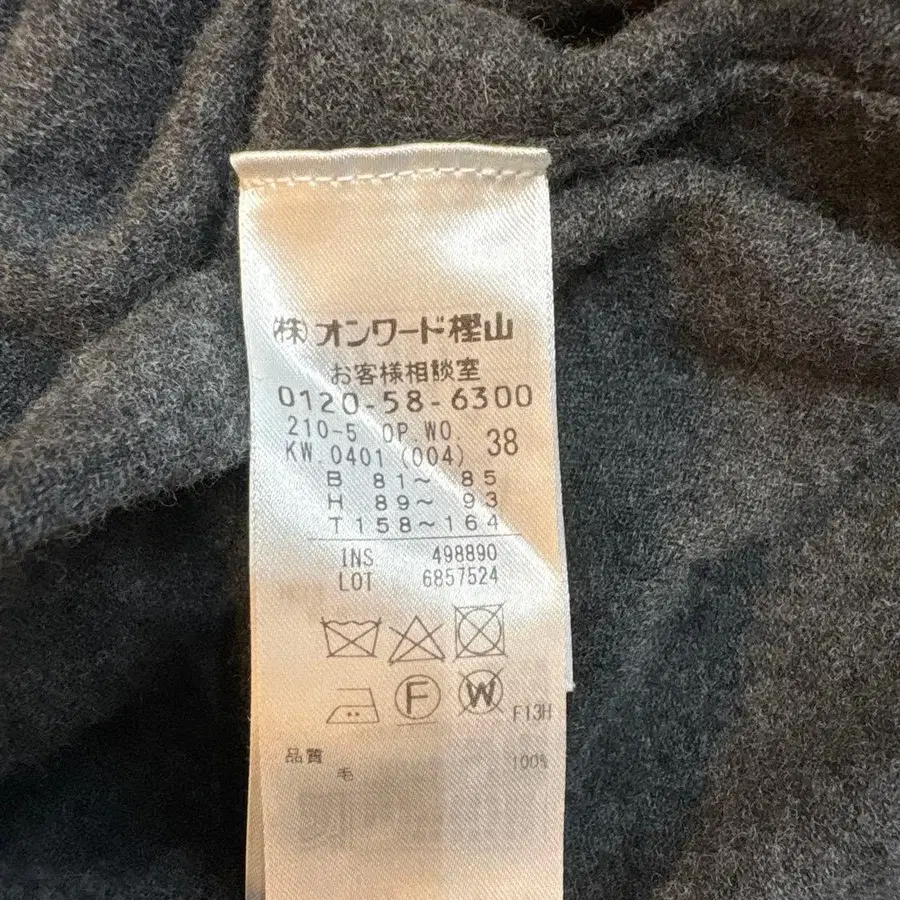 (株)オンワード樫山
お客様相談室
0120-58-6300
210-5 OP.WO. 38
KW.0401 (004)
B 81~ 85
H 89~ 93
T 158~164
INS 498890
LOT 6857524
F W F13H
品質
毛 100%